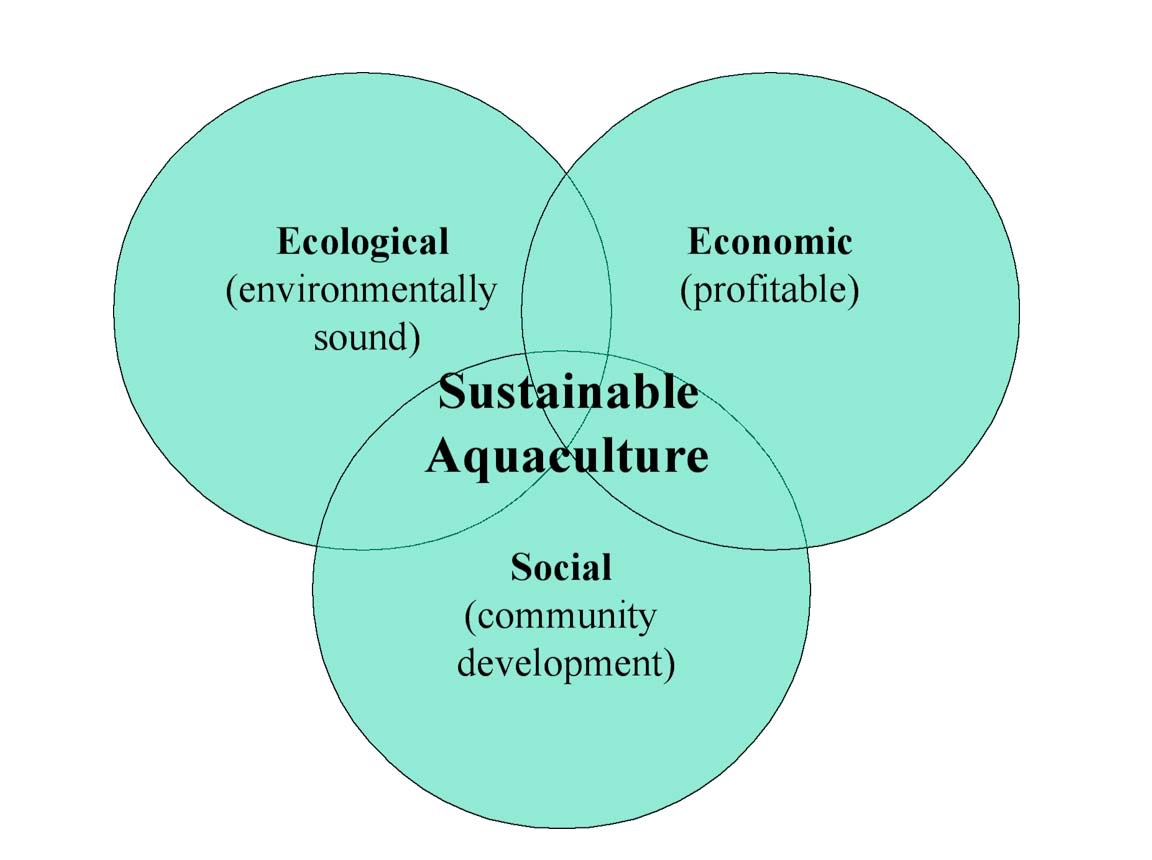 Ecological
(environmentally
sound)
Economic
(profitable)
Sustainable
Aquaculture
Social
(community
development)